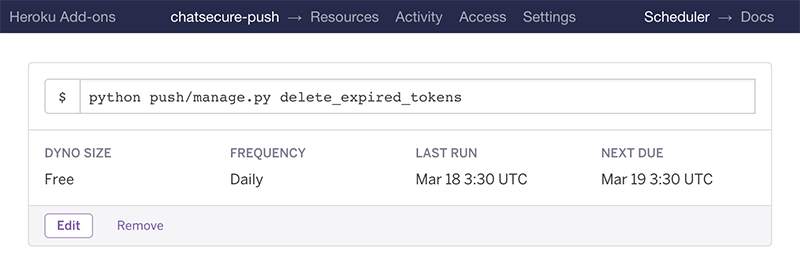 Heroku Add-ons chatsecure-push → Resources Activity Access Settings Scheduler → Docs
$ python push/manage.py delete_expired_tokens
DYNO SIZE FREQUENCY LAST RUN NEXT DUE
Free Daily Mar 18 3:30 UTC Mar 19 3:30 UTC
Edit Remove